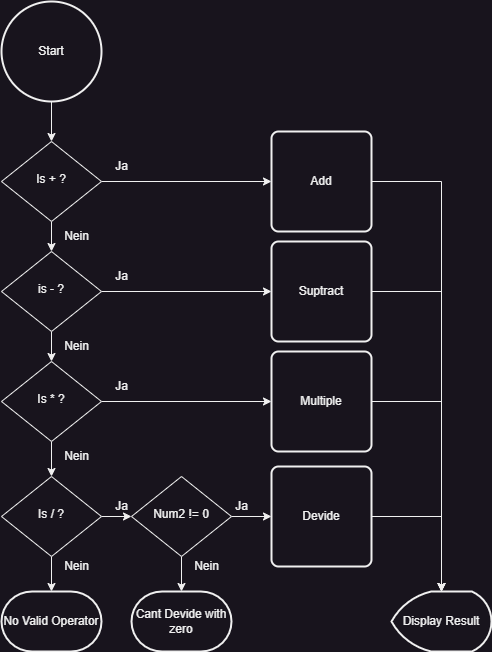 Start
Is + ?
Ja
Add
Nein
is - ?
Ja
Suptract
Nein
Is * ?
Ja
Multiple
Nein
Is / ?
Ja
Num2 != 0
Ja
Devide
Nein
Nein
No Valid Operator
Cant Devide with
zero
Display Result